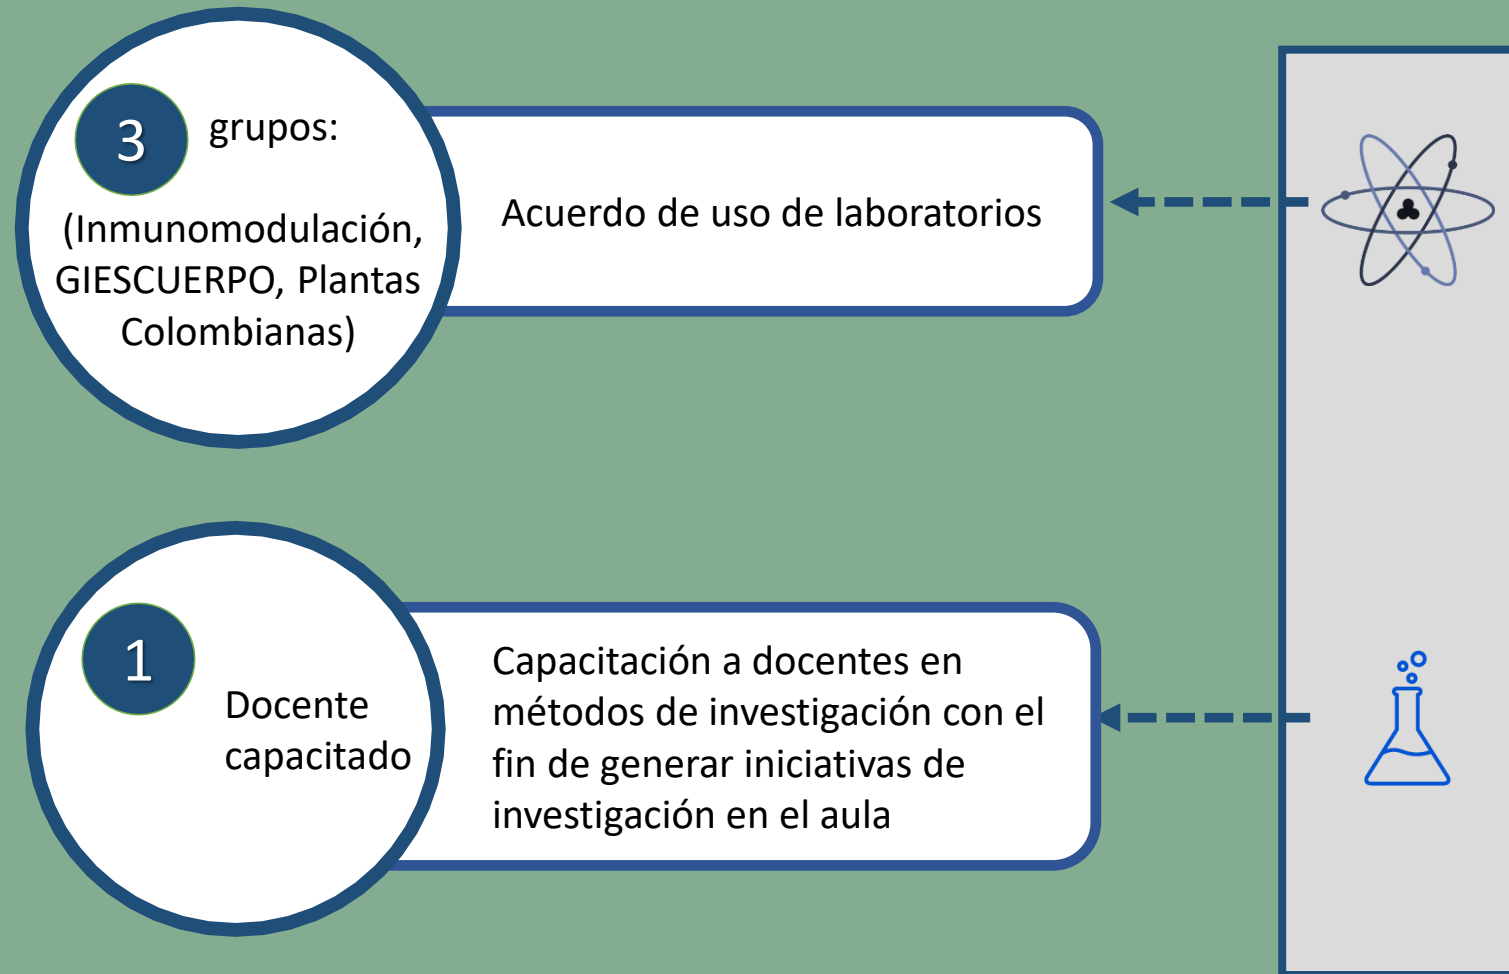 3 grupos:
(Inmunomodulación,
GIESCUERPO, Plantas
Colombianas)
Acuerdo de uso de laboratorios
1
Docente
capacitado
Capacitación a docentes en
métodos de investigación con el
fin de generar iniciativas de
investigación en el aula